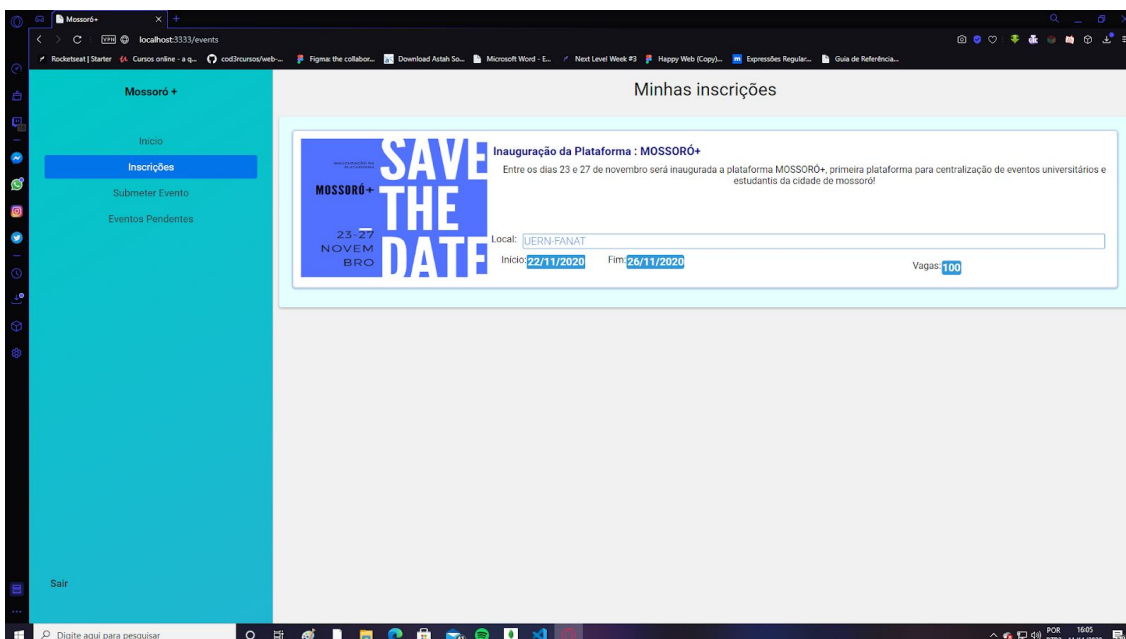 Mossoró+
VPN
localhost:3333/events
Rocketseat | Starter
Cursos online - a q...
cod3rcursos/web-...
Figma: the collabor...
Download Astah So...
Microsoft Word - E...
Next Level Week #3
Happy Web (Copy)...
Expressões Regular...
Guia de Referência...
Mossoró +
Início
Inscrições
Submeter Evento
Eventos Pendentes
Sair
Minhas inscrições
MOSSORÓ+
23-27
NOVEM
BRO
SAVE
THE
DATE
Inauguração da Plataforma : MOSSORÓ+
Entre os dias 23 e 27 de novembro será inaugurada a plataforma MOSSORÓ+, primeira plataforma para centralização de eventos universitários e
estudantis da cidade de mossoró!
Local: UERN-FANAT
Início: 22/11/2020 Fim: 26/11/2020 Vagas: 100
Digite aqui para pesquisar
POR
16:05